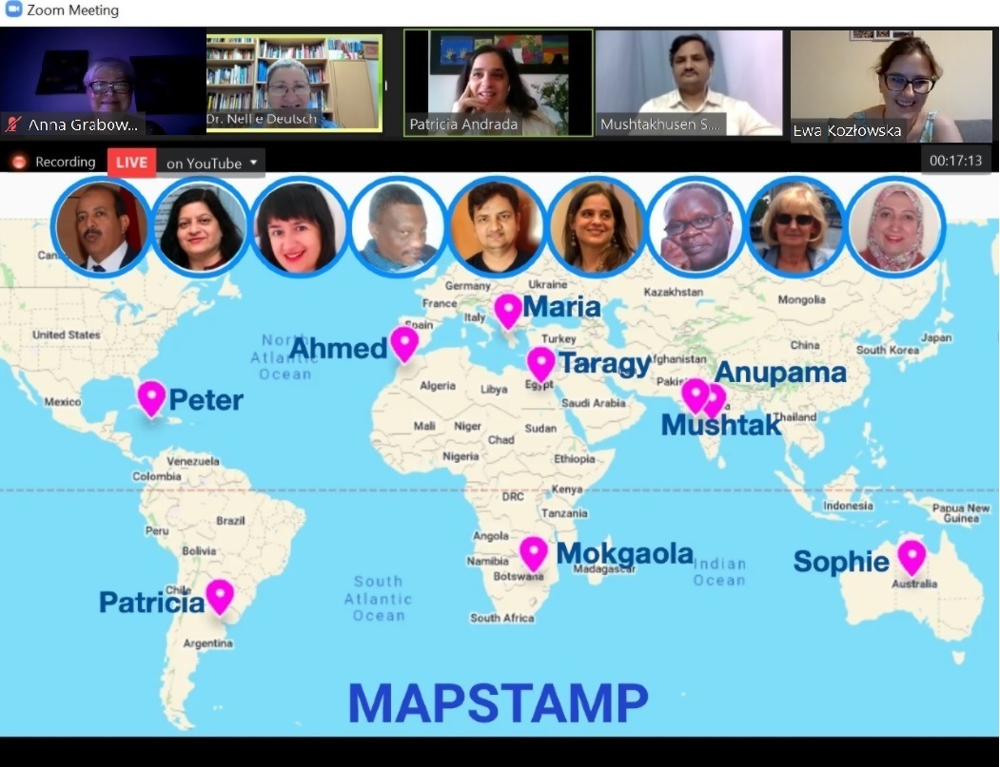 Zoom Meeting
Anna Grabow...
Dr. Nellie Deutsch
Patricia Andrada
Mushtakhusen S....
Ewa Kozłowska
Recording
LIVE
on YouTube
00:17:13
Germany
Ukraine
Kazakhstan
Mongolia
France
Maria
Italy
Spain
United States
North
Atlantic
Ocean
Ahmed
Turkey
China
Japan
South Korea
Taragy
Afghanistan
Anupama
Mexico
Peter
Algeria
Libya
Egypt
Saudi Arabia
Mushtak
Thailand
Mali
Niger
Sudan
Chad
Venezuela
Nigeria
Ethiopia
Colombia
DRC
Kenya
Indonesia
Papua New
Guinea
Tanzania
Peru
Brazil
Angola
Bolivia
Namibia
Mokgaola
Madagascar
Indian
Ocean
Sophie
Botswana
Australia
South
Atlantic
Ocean
Chile
Patricia
South Africa
Argentina
MAPSTAMP